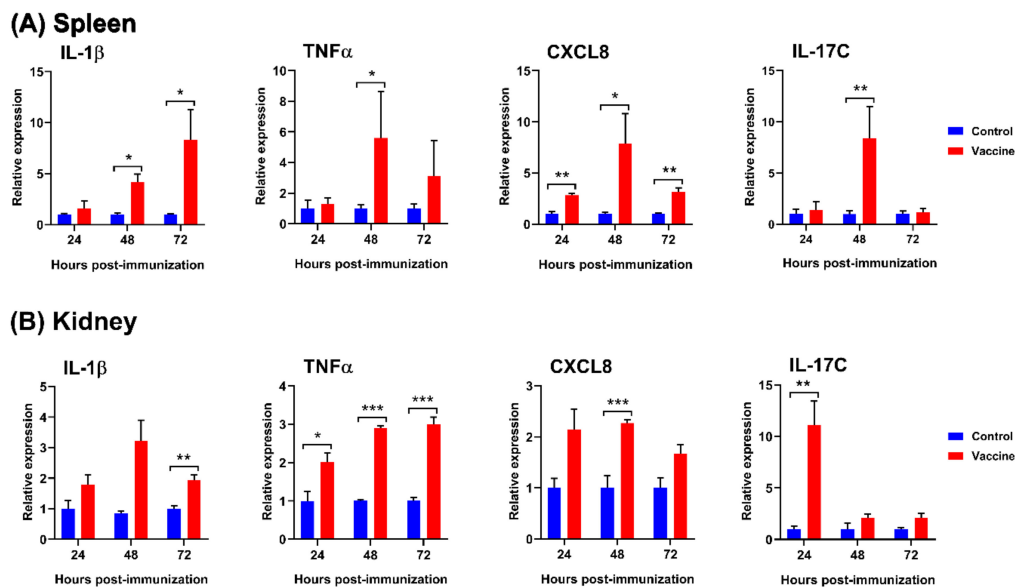 (A) Spleen
IL-1β
TNFα
CXCL8
IL-17C
Relative expression
15
10
5
0
*
*
24 48 72
Hours post-immunization
Relative expression
10
8
6
4
2
0
*
24 48 72
Hours post-immunization
Relative expression
15
10
5
0
**
*
**
24 48 72
Hours post-immunization
Relative expression
15
10
5
0
**
24 48 72
Hours post-immunization
Control
Vaccine
(B) Kidney
IL-1β
TNFα
CXCL8
IL-17C
Relative expression
5
4
3
2
1
0
**
24 48 72
Hours post-immunization
Relative expression
4
3
2
1
0
*
***
***
24 48 72
Hours post-immunization
Relative expression
3
2
1
0
***
24 48 72
Hours post-immunization
Relative expression
15
10
5
0
**
24 48 72
Hours post-immunization
Control
Vaccine